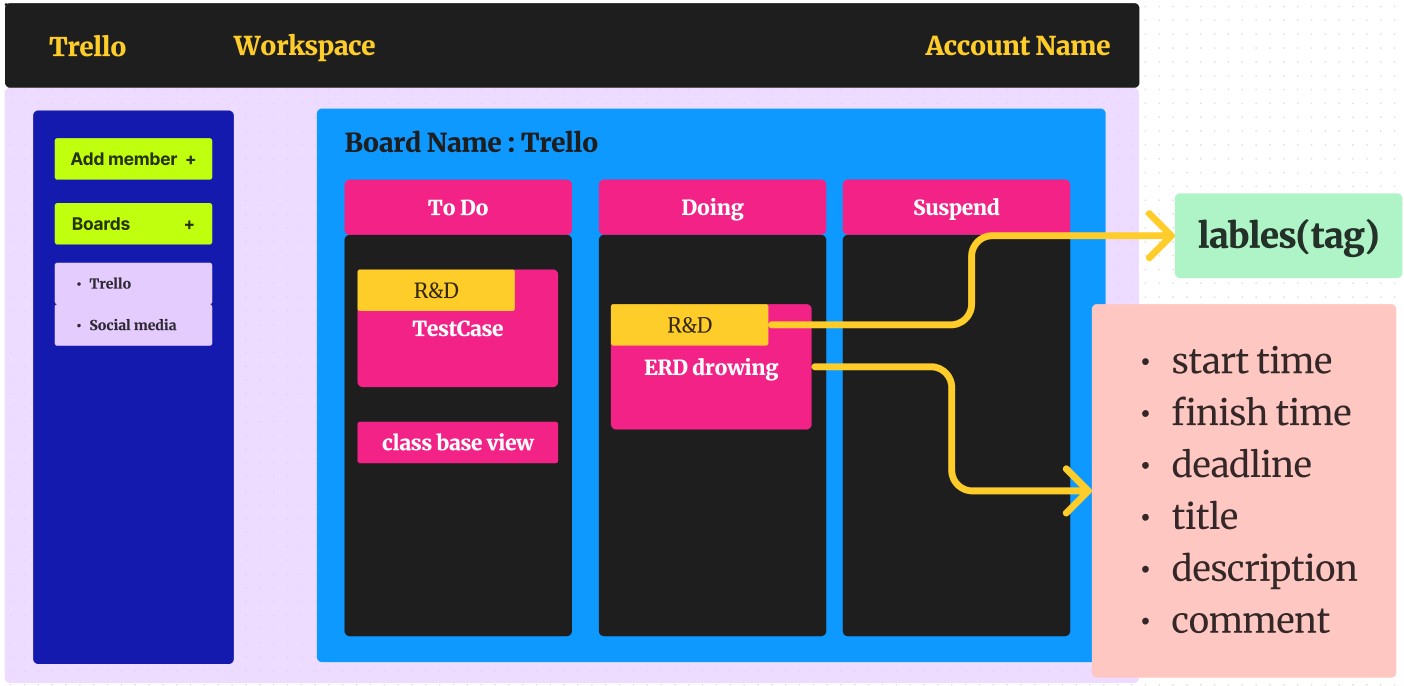 Trello
Workspace
Account Name
Add member +
Boards +
• Trello
• Social media
Board Name : Trello
To Do
R&D
TestCase
class base view
Doing
R&D
ERD drowing
Suspend
lables(tag)
• start time
• finish time
• deadline
• title
• description
• comment